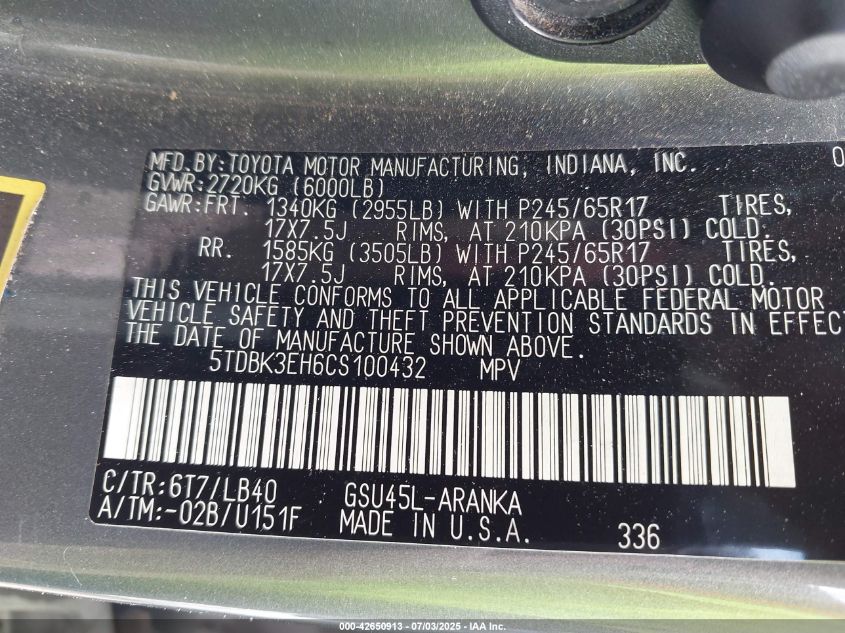 MFD.BY:TOYOTA MOTOR MANUFACTURING, INDIANA, INC. 0
GVWR:2720KG (6000LB)
GAWR:FRT. 1340KG (2955LB) WITH P245/65R17 TIRES,
17X7.5J RIMS, AT 210KPA (30PSI) COLD.
RR. 1585KG (3505LB) WITH P245/65R17 TIRES,
17X7.5J RIMS, AT 210KPA (30PSI) COLD.
THIS VEHICLE CONFORMS TO ALL APPLICABLE FEDERAL MOTOR
VEHICLE SAFETY AND THEFT PREVENTION STANDARDS IN EFFEC
THE DATE OF MANUFACTURE SHOWN ABOVE.
5TDBK3EH6CS100432 MPV
C/TR:6T7/LB40 GSU45L-ARANKA
A/TM:-02B/U151F MADE IN U.S.A. 336
000-42650913 - 07/03/2025 - IAA Inc.